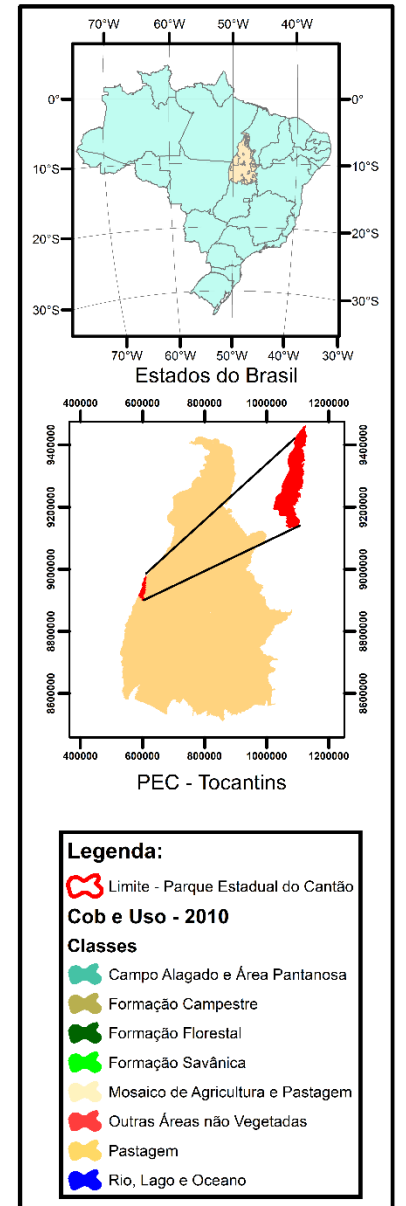 70°W 60°W 50°W 40°W
0° 0°
10°S 10°S
20°S 20°S
30°S 30°S
70°W 60°W 50°W 40°W 30°W
Estados do Brasil
400000 600000 800000 1000000 1200000
9400000 9400000
9200000 9200000
9000000 9000000
8800000 8800000
8600000 8600000
400000 600000 800000 1000000 1200000
PEC - Tocantins
Legenda:
Limite - Parque Estadual do Cantão
Cob e Uso - 2010
Classes
Campo Alagado e Área Pantanosa
Formação Campestre
Formação Florestal
Formação Savânica
Mosaico de Agricultura e Pastagem
Outras Áreas não Vegetadas
Pastagem
Rio, Lago e Oceano